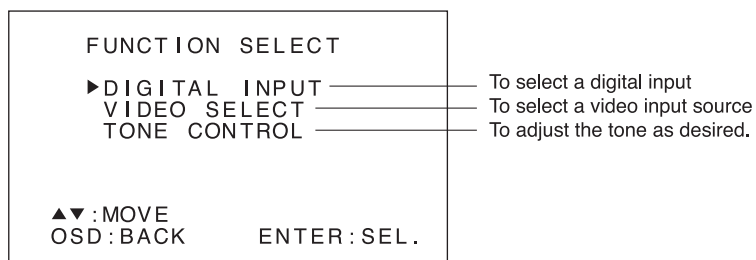 FUNCTION SELECT
▶DIGITAL INPUT To select a digital input
VIDEO SELECT To select a video input source
TONE CONTROL To adjust the tone as desired.
▲▼:MOVE
OSD:BACK ENTER:SEL.